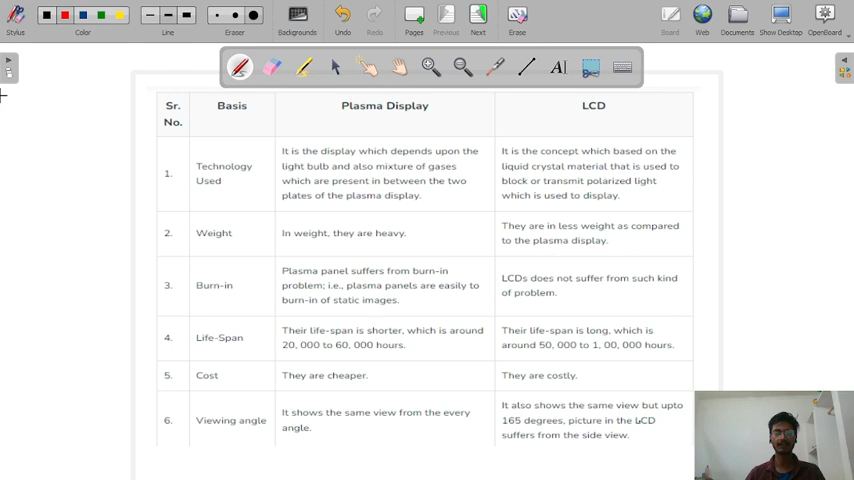 Stylus Color Line Eraser Backgrounds Undo Redo Pages Previous Next Erase Board Web Documents Show Desktop OpenBoard
Sr. No. Basis Plasma Display LCD
1. Technology Used
It is the display which depends upon the
light bulb and also mixture of gases
which are present in between the two
plates of the plasma display.
It is the concept which based on the
liquid crystal material that is used to
block or transmit polarized light
which is used to display.
2. Weight
In weight, they are heavy.
They are in less weight as compared
to the plasma display.
3. Burn-in
Plasma panel suffers from burn-in
problem; i.e., plasma panels are easily to
burn-in of static images.
LCDs does not suffer from such kind
of problem.
4. Life-Span
Their life-span is shorter, which is around
20, 000 to 60, 000 hours.
Their life-span is long, which is
around 50, 000 to 1, 00, 000 hours.
5. Cost
They are cheaper.
They are costly.
6. Viewing angle
It shows the same view from the every
angle.
It also shows the same view but upto
165 degrees, picture in the LCD
suffers from the side view.